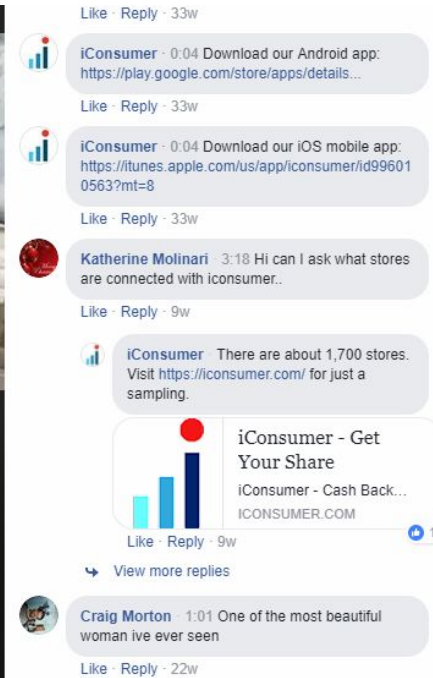 Like · Reply · 33w
iConsumer · 0:04 Download our Android app:
https://play.google.com/store/apps/details...
Like · Reply · 33w
iConsumer · 0:04 Download our iOS mobile app:
https://itunes.apple.com/us/app/iconsumer/id99601
0563?mt=8
Like · Reply · 33w
Katherine Molinari · 3:18 Hi can I ask what stores
are connected with iconsumer..
Like · Reply · 9w
iConsumer · There are about 1,700 stores.
Visit https://iconsumer.com/ for just a
sampling.
iConsumer - Get
Your Share
iConsumer - Cash Back...
ICONSUMER.COM
Like · Reply · 9w
1
View more replies
Craig Morton · 1:01 One of the most beautiful
woman ive ever seen
Like · Reply · 22w